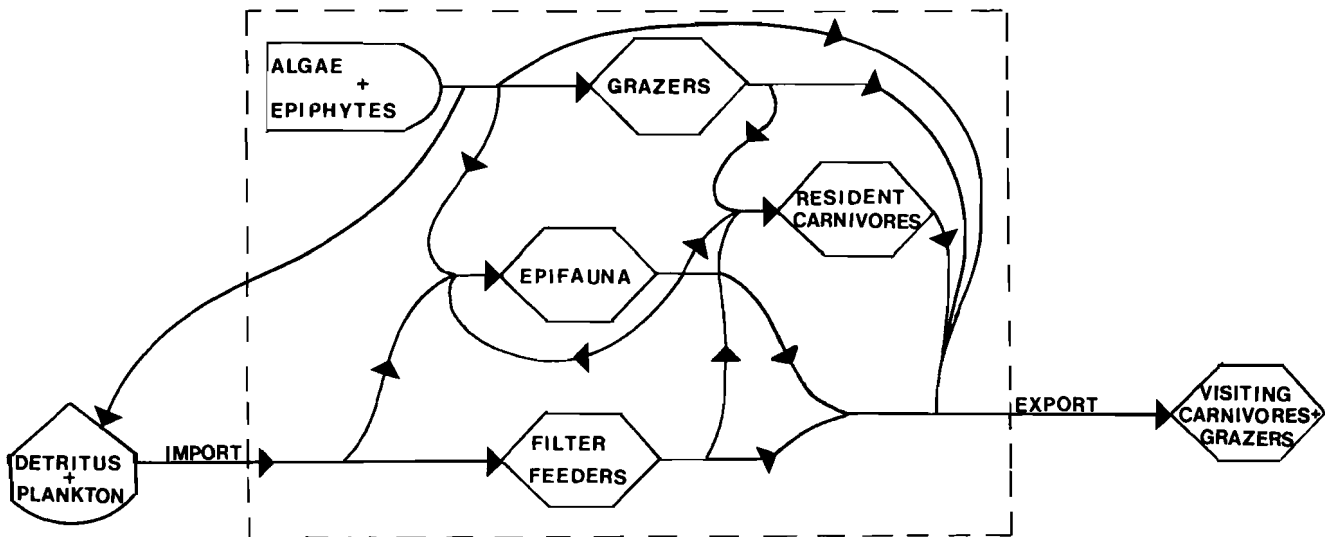 ALGAE
+
EPIPHYTES
GRAZERS
RESIDENT
CARNIVORES
EPIFAUNA
FILTER
FEEDERS
DETRITUS
+
PLANKTON
IMPORT
EXPORT
VISITING
CARNIVORES+
GRAZERS